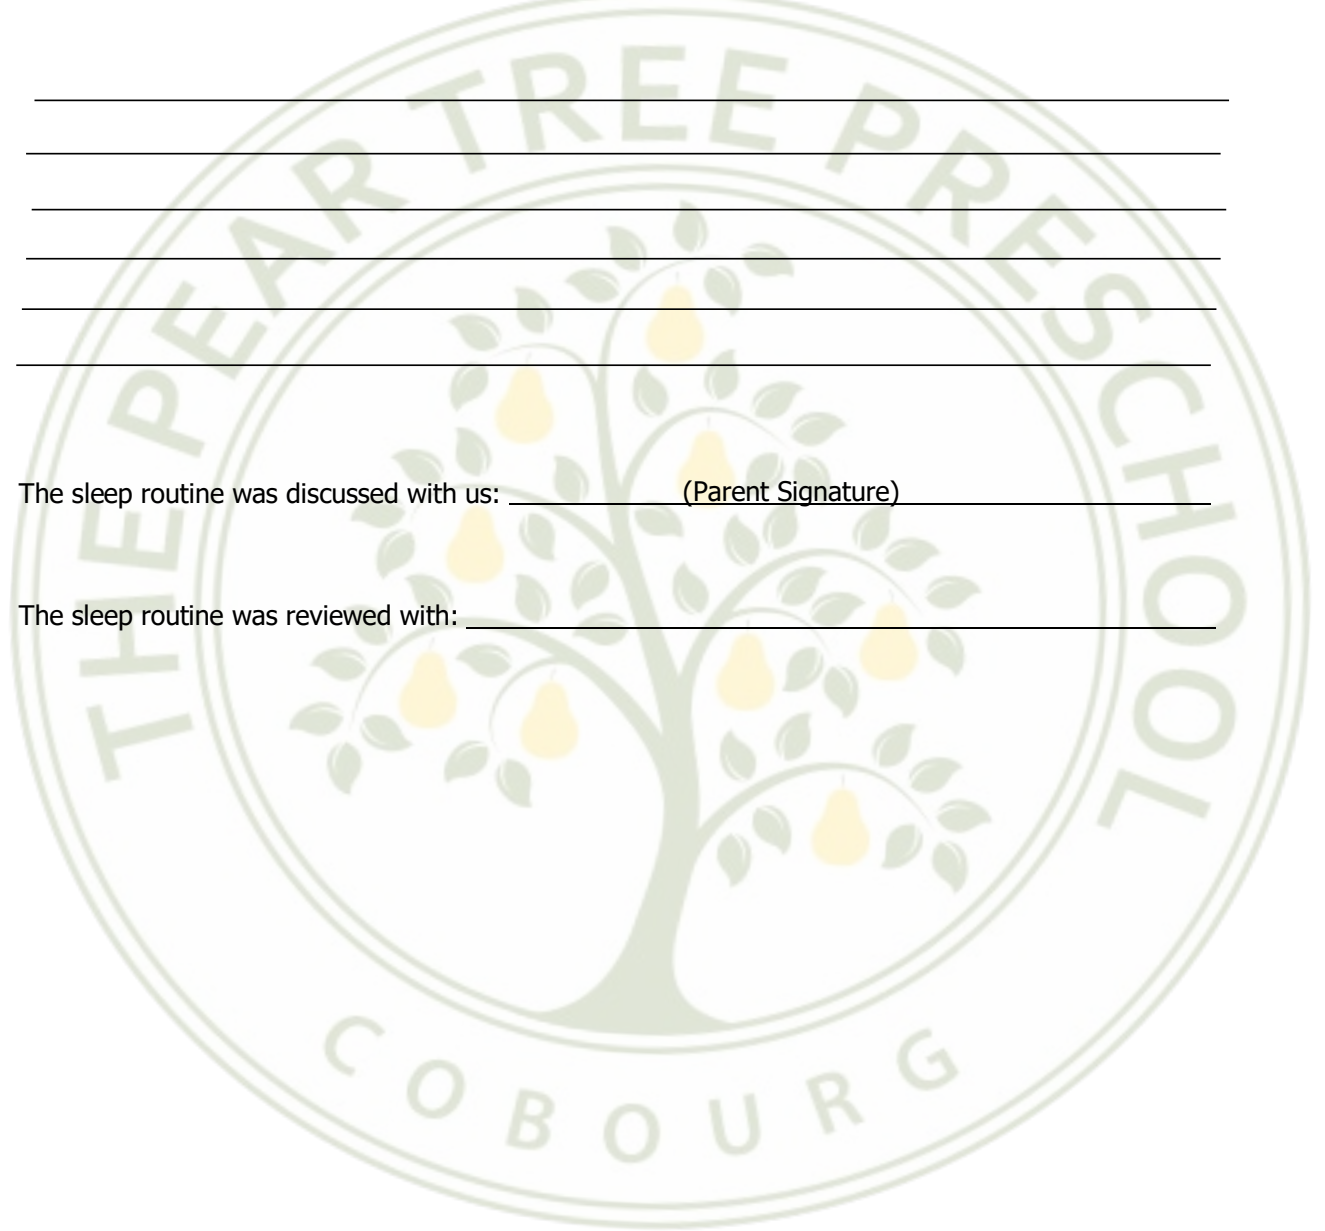 THE PEAR TREE PRESCHOOL
The sleep routine was discussed with us: (Parent Signature)
The sleep routine was reviewed with:
COBOURG